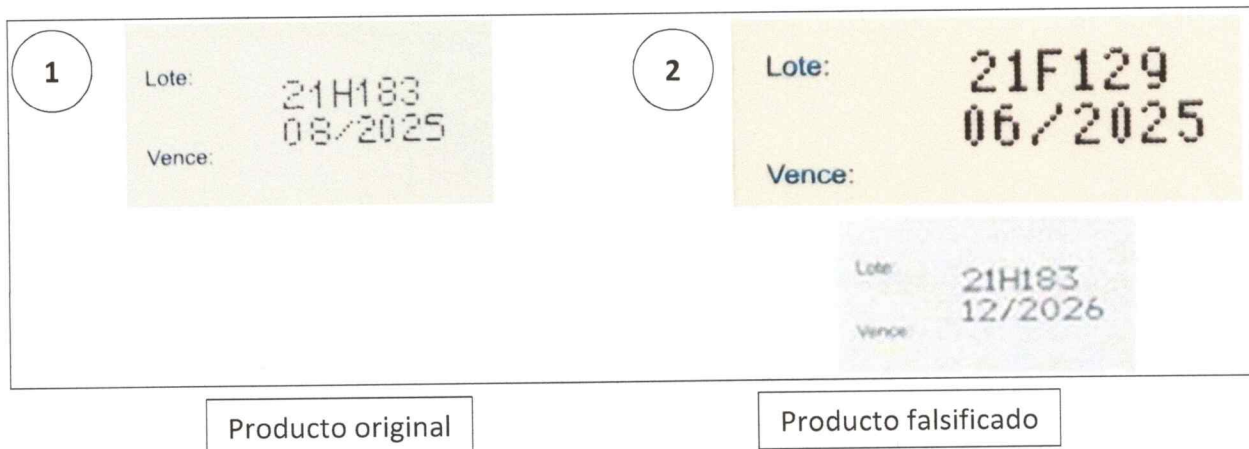 1
Lote:
21H183
08/2025
Vence:
2
Lote:
21F129
06/2025
Vence:
Lote:
21H183
12/2026
Vence:
Producto original
Producto falsificado